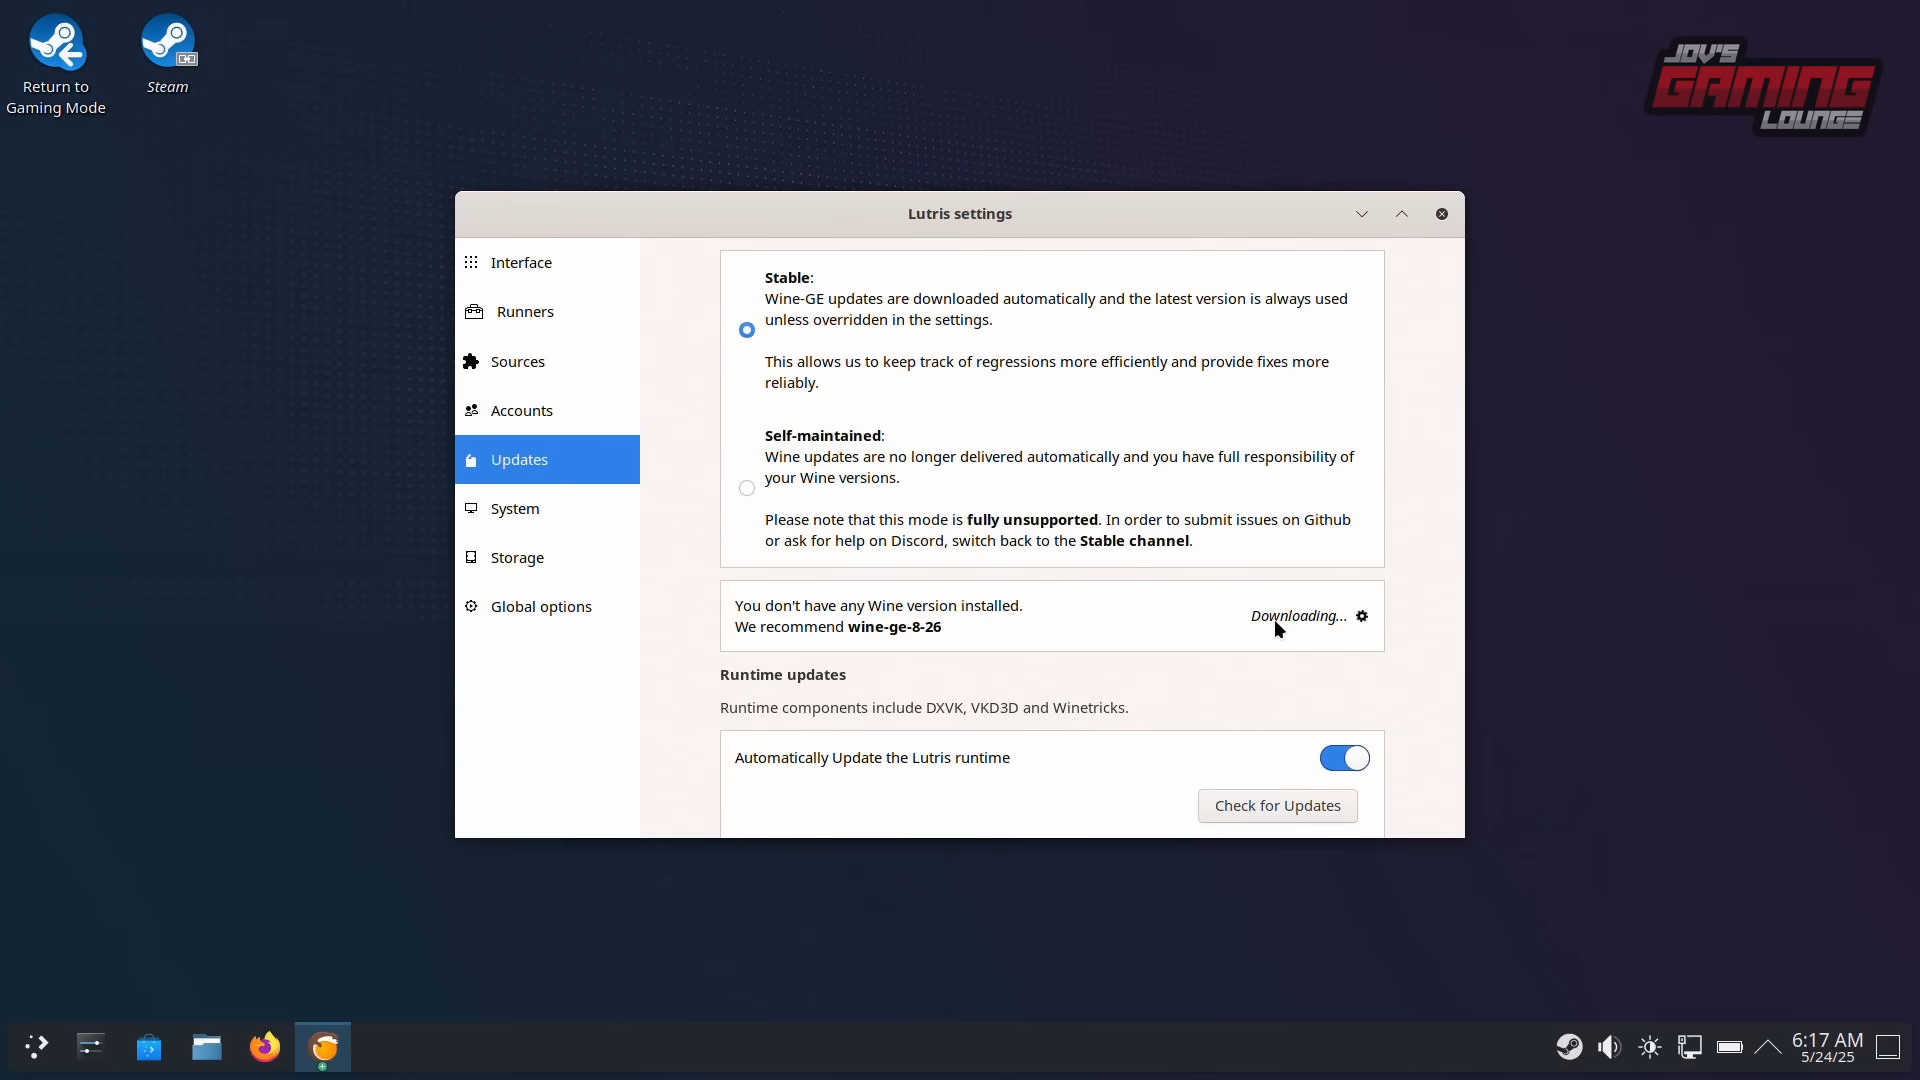 Return to
Gaming Mode
Steam
JOV'S
GAMING
LOUNGE
Lutris settings
Interface
Runners
Sources
Accounts
Updates
System
Storage
Global options
Stable:
Wine-GE updates are downloaded automatically and the latest version is always used
unless overridden in the settings.
This allows us to keep track of regressions more efficiently and provide fixes more
reliably.
Self-maintained:
Wine updates are no longer delivered automatically and you have full responsibility of
your Wine versions.
Please note that this mode is fully unsupported. In order to submit issues on Github
or ask for help on Discord, switch back to the Stable channel.
You don't have any Wine version installed.
We recommend wine-ge-8-26
Downloading...
Runtime updates
Runtime components include DXVK, VKD3D and Winetricks.
Automatically Update the Lutris runtime
Check for Updates
6:17 AM
5/24/25